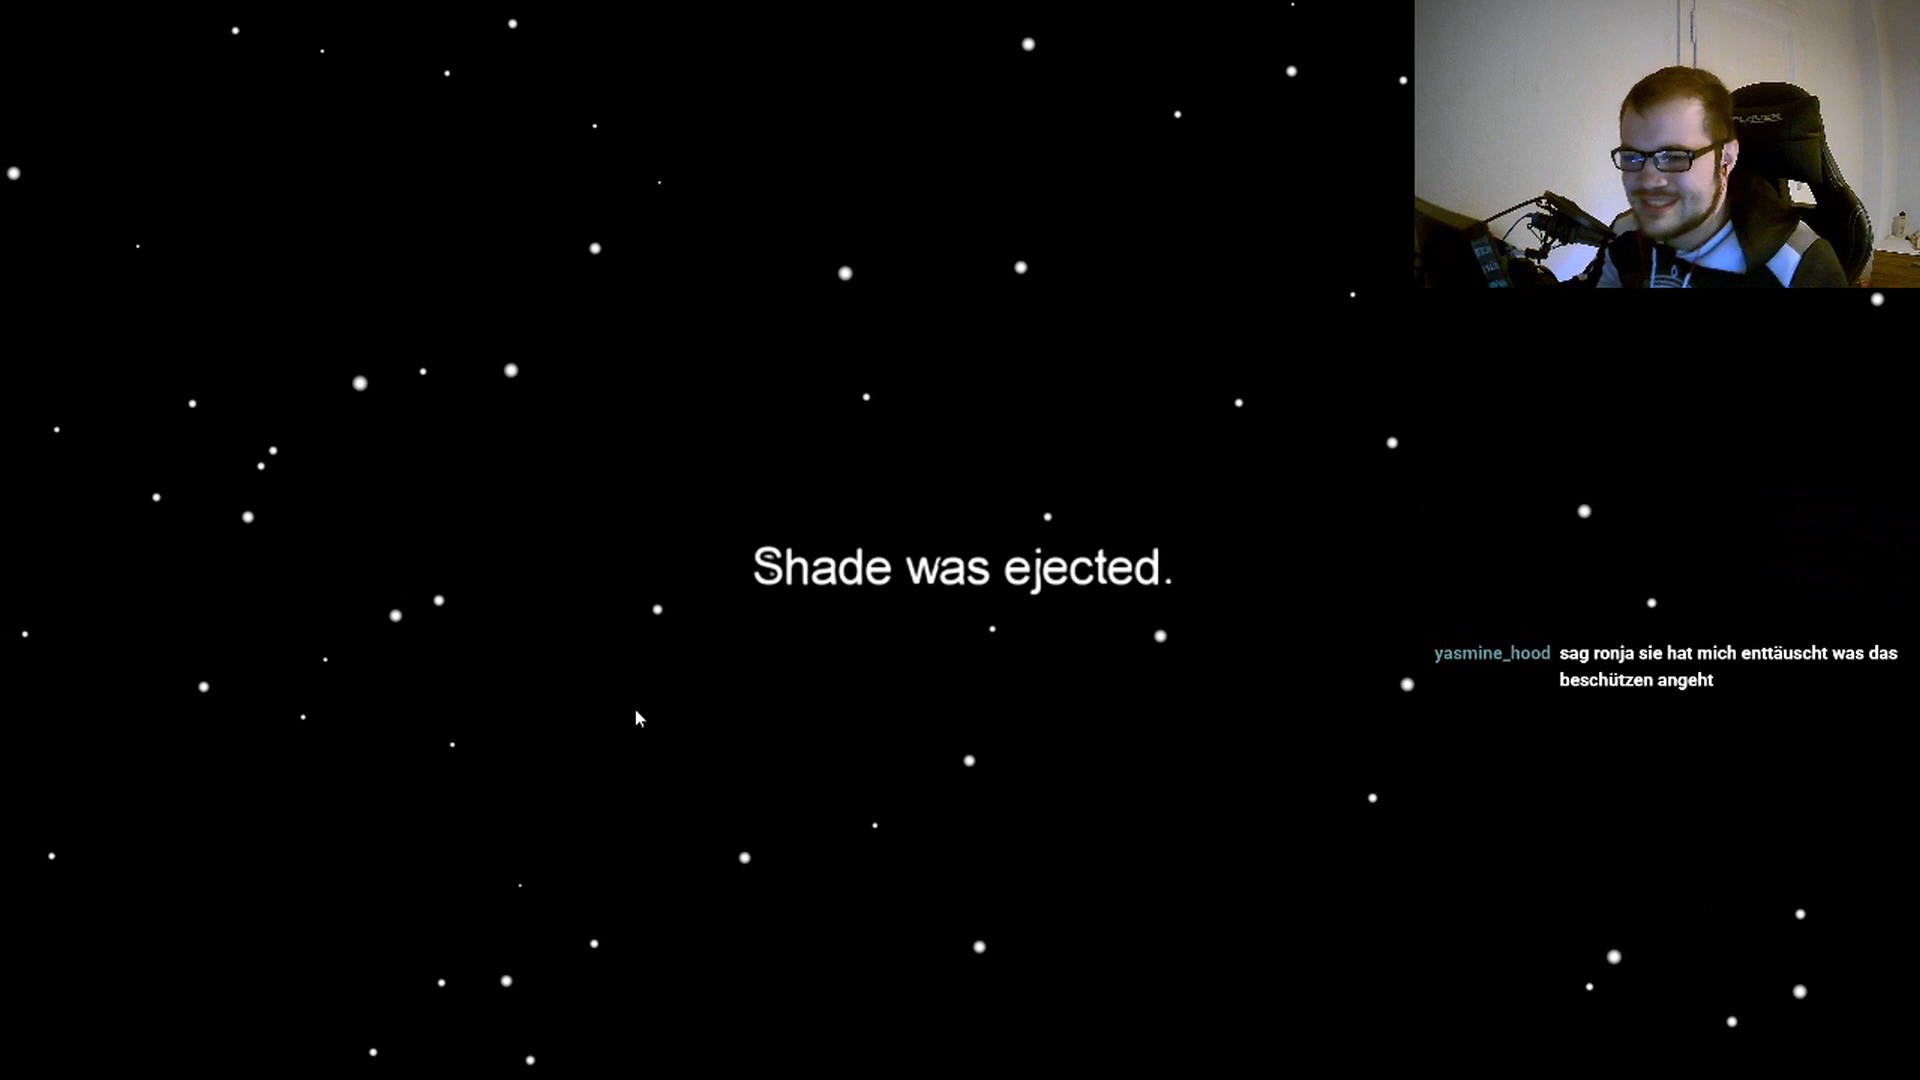 Shade was ejected.
yasmine_hood sag ronja sie hat mich enttäuscht was das
beschützen angeht